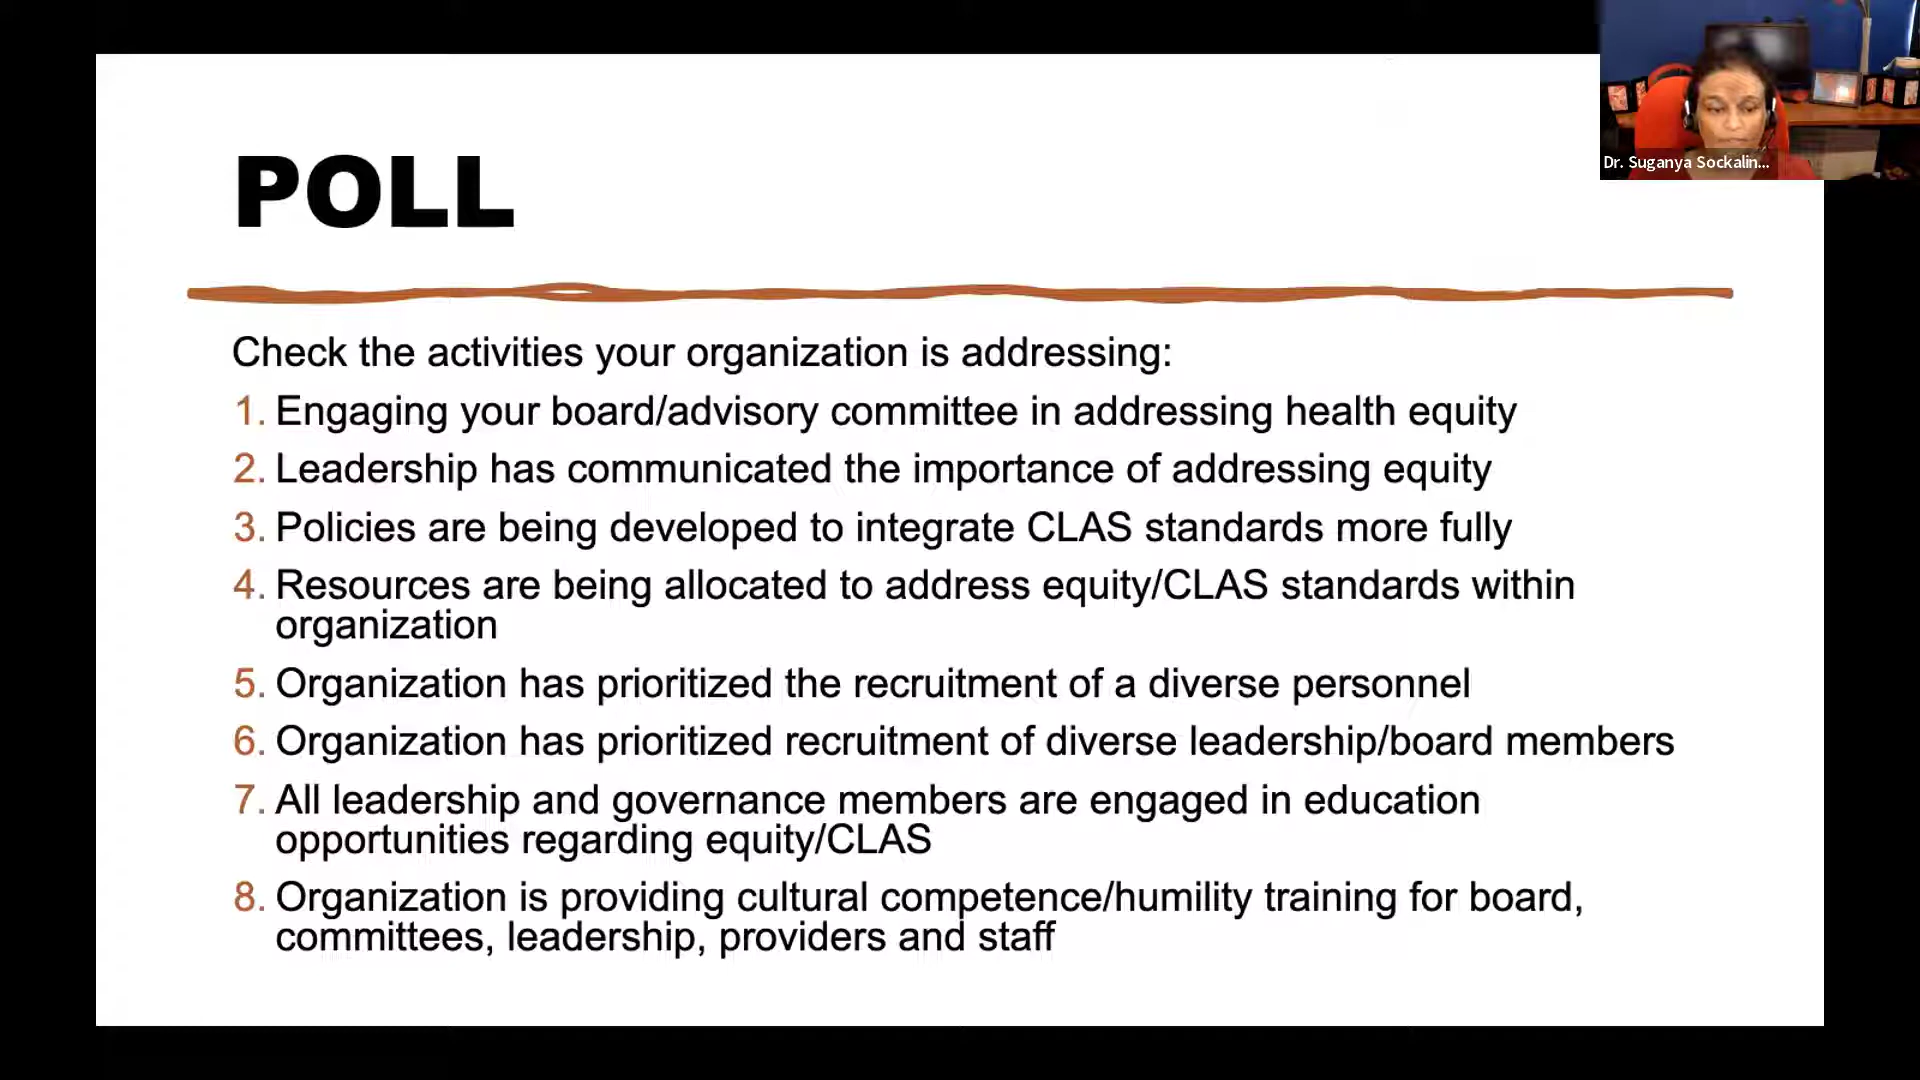 POLL
Dr. Suganya Sockalin...
Check the activities your organization is addressing:
1. Engaging your board/advisory committee in addressing health equity
2. Leadership has communicated the importance of addressing equity
3. Policies are being developed to integrate CLAS standards more fully
4. Resources are being allocated to address equity/CLAS standards within
organization
5. Organization has prioritized the recruitment of a diverse personnel
6. Organization has prioritized recruitment of diverse leadership/board members
7. All leadership and governance members are engaged in education
opportunities regarding equity/CLAS
8. Organization is providing cultural competence/humility training for board,
committees, leadership, providers and staff